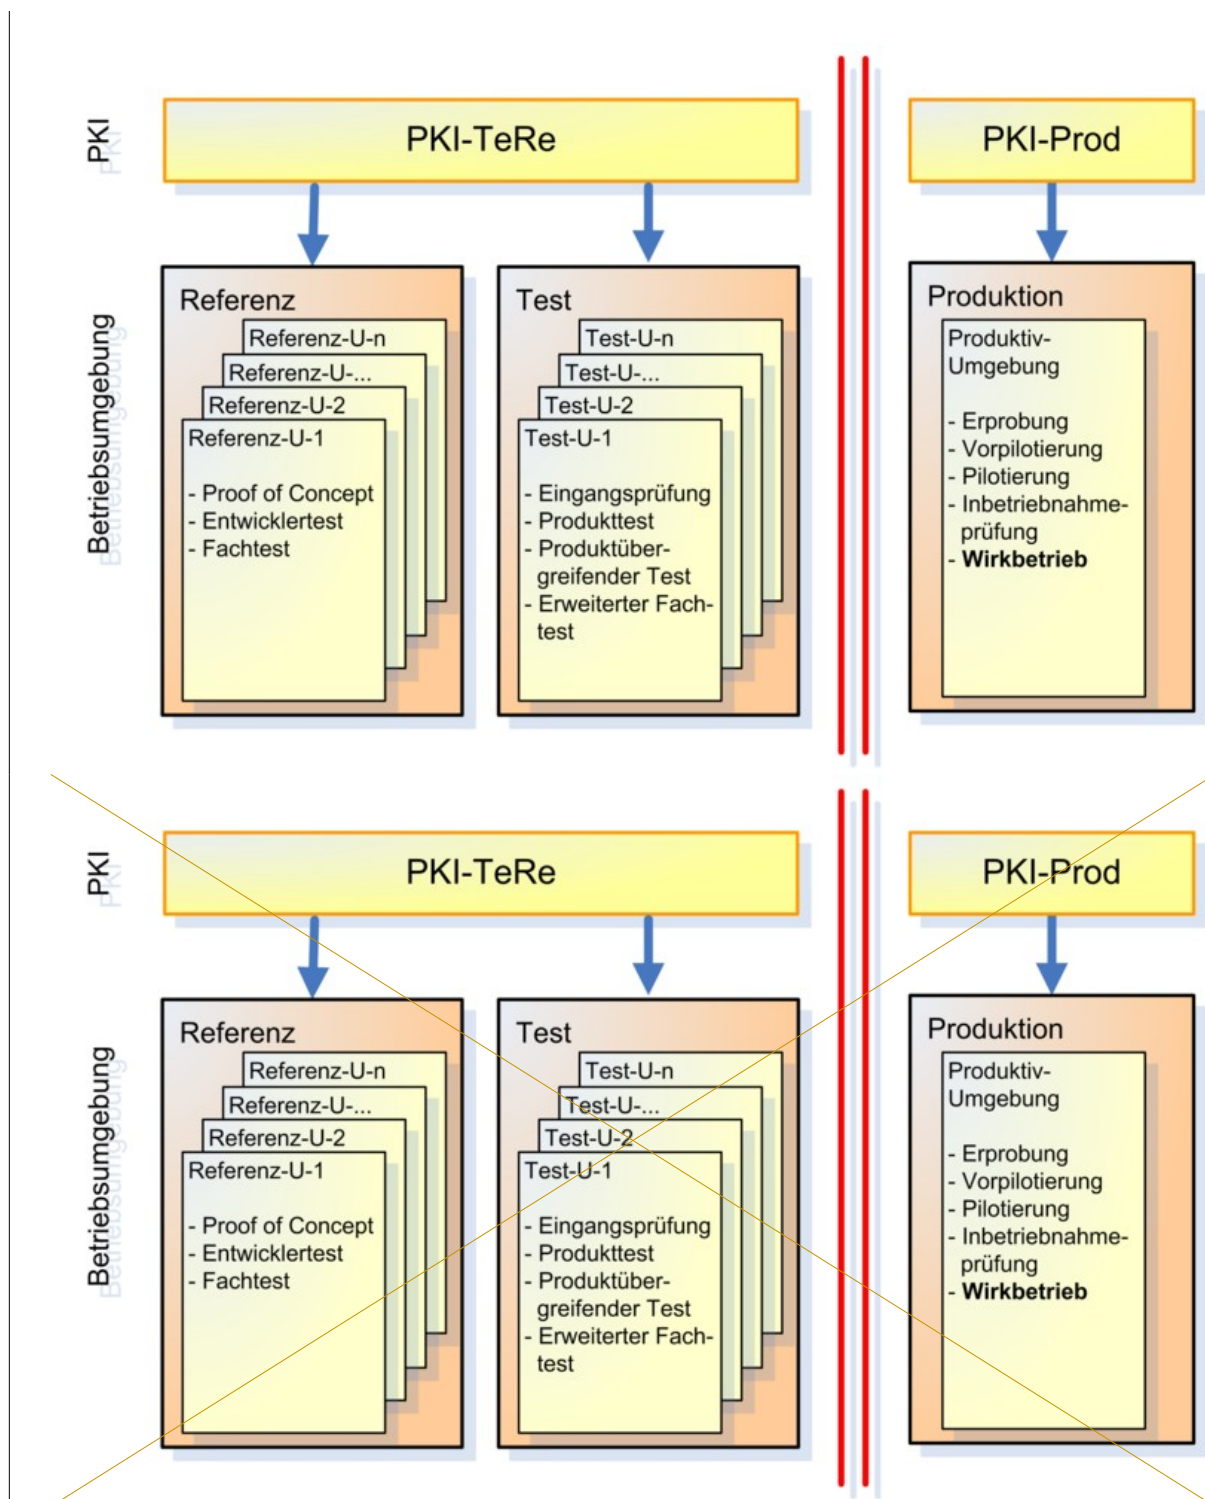 PKI
PKI-TeRe
PKI-Prod
Betriebsumgebung
Referenz
Referenz-U-n
Referenz-U-...
Referenz-U-2
Referenz-U-1
- Proof of Concept
- Entwicklertest
- Fachtest
Test
Test-U-n
Test-U-...
Test-U-2
Test-U-1
- Eingangsprüfung
- Produkttest
- Produktüber-
greifender Test
- Erweiterter Fach-
test
Produktion
Produktiv-
Umgebung
- Erprobung
- Vorpilotierung
- Pilotierung
- Inbetriebnahme-
prüfung
- Wirkbetrieb
PKI
PKI-TeRe
PKI-Prod
Betriebsumgebung
Referenz
Referenz-U-n
Referenz-U-...
Referenz-U-2
Referenz-U-1
- Proof of Concept
- Entwicklertest
- Fachtest
Test
Test-U-n
Test-U-...
Test-U-2
Test-U-1
- Eingangsprüfung
- Produkttest
- Produktüber-
greifender Test
- Erweiterter Fach-
test
Produktion
Produktiv-
Umgebung
- Erprobung
- Vorpilotierung
- Pilotierung
- Inbetriebnahme-
prüfung
- Wirkbetrieb